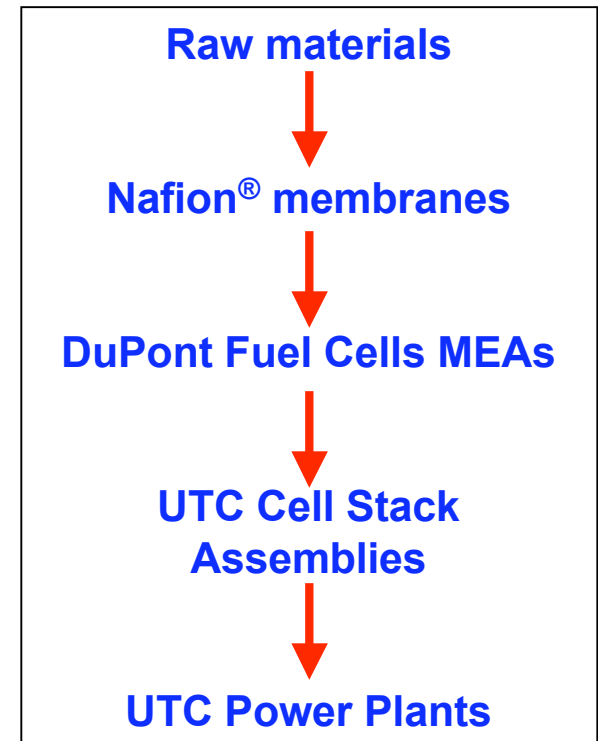 Raw materials
Nafion® membranes
DuPont Fuel Cells MEAs
UTC Cell Stack
Assemblies
UTC Power Plants